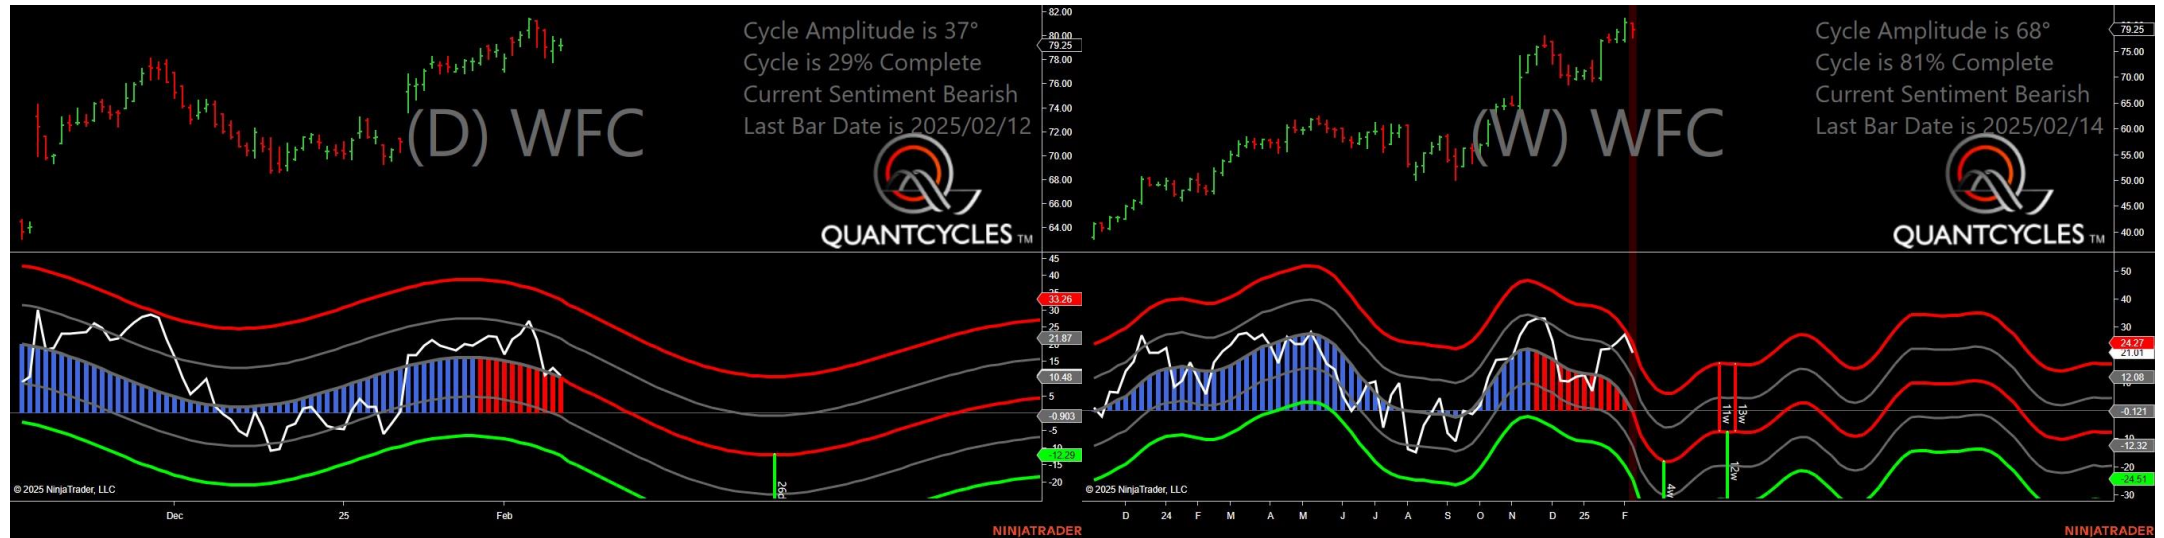 Cycle Amplitude is 37°
Cycle is 29% Complete
Current Sentiment Bearish
Last Bar Date is 2025/02/12
(D) WFC
QUANTCYCLES TM
82.00
80.00
79.25
78.00
76.00
74.00
72.00
70.00
68.00
66.00
64.00
45
40
33.26
30
25
21.87
20
15
10.48
5
-0.903
-5
-10
-12.29
-15
-20
26d
© 2025 NinjaTrader, LLC
Dec
25
Feb
NINJATRADER
Cycle Amplitude is 68°
Cycle is 81% Complete
Current Sentiment Bearish
Last Bar Date is 2025/02/14
(W) WFC
QUANTCYCLES TM
79.25
75.00
70.00
65.00
60.00
55.00
50.00
45.00
40.00
50
40
30
24.27
21.01
12.08
-0.121
-12.32
-20
-24.51
-30
4w
11w
12w
13w
© 2025 NinjaTrader, LLC
D
24
F
M
A
M
J
J
A
S
O
N
D
25
F
NINJATRADER